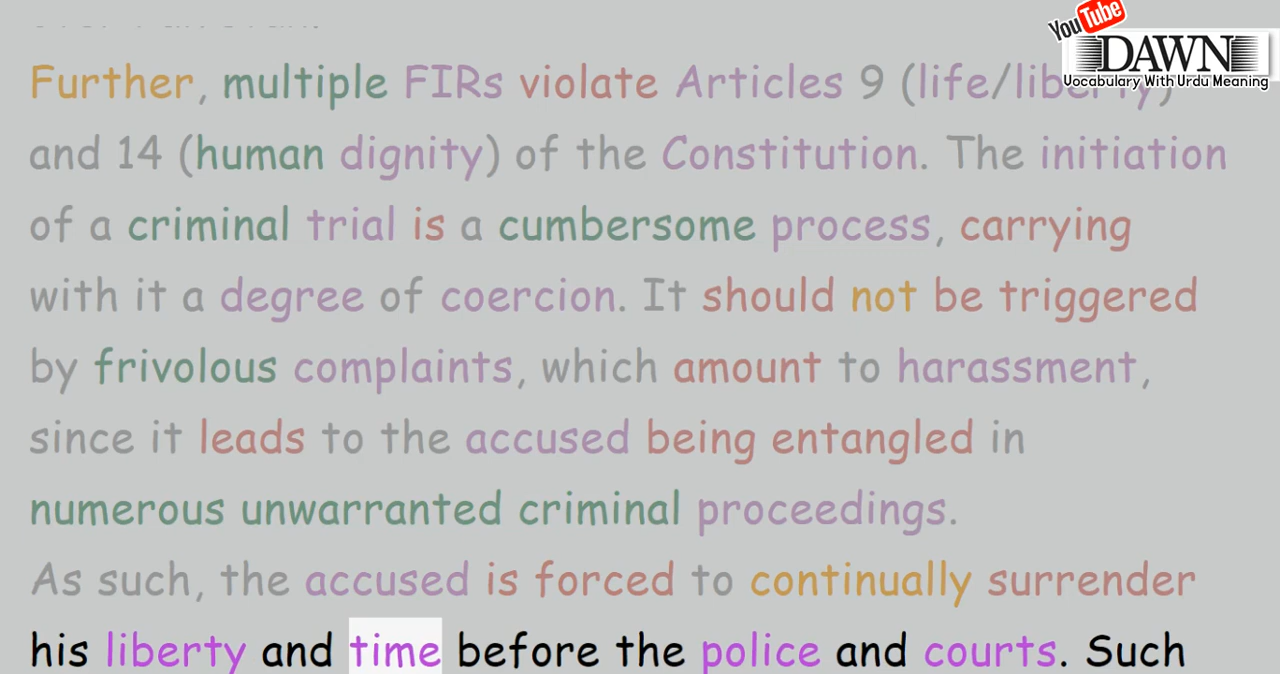 YouTube
DAWN
Vocabulary With Urdu Meaning
Further, multiple FIRs violate Articles 9 (life/liberty)
and 14 (human dignity) of the Constitution. The initiation
of a criminal trial is a cumbersome process, carrying
with it a degree of coercion. It should not be triggered
by frivolous complaints, which amount to harassment,
since it leads to the accused being entangled in
numerous unwarranted criminal proceedings.
As such, the accused is forced to continually surrender
his liberty and time before the police and courts. Such